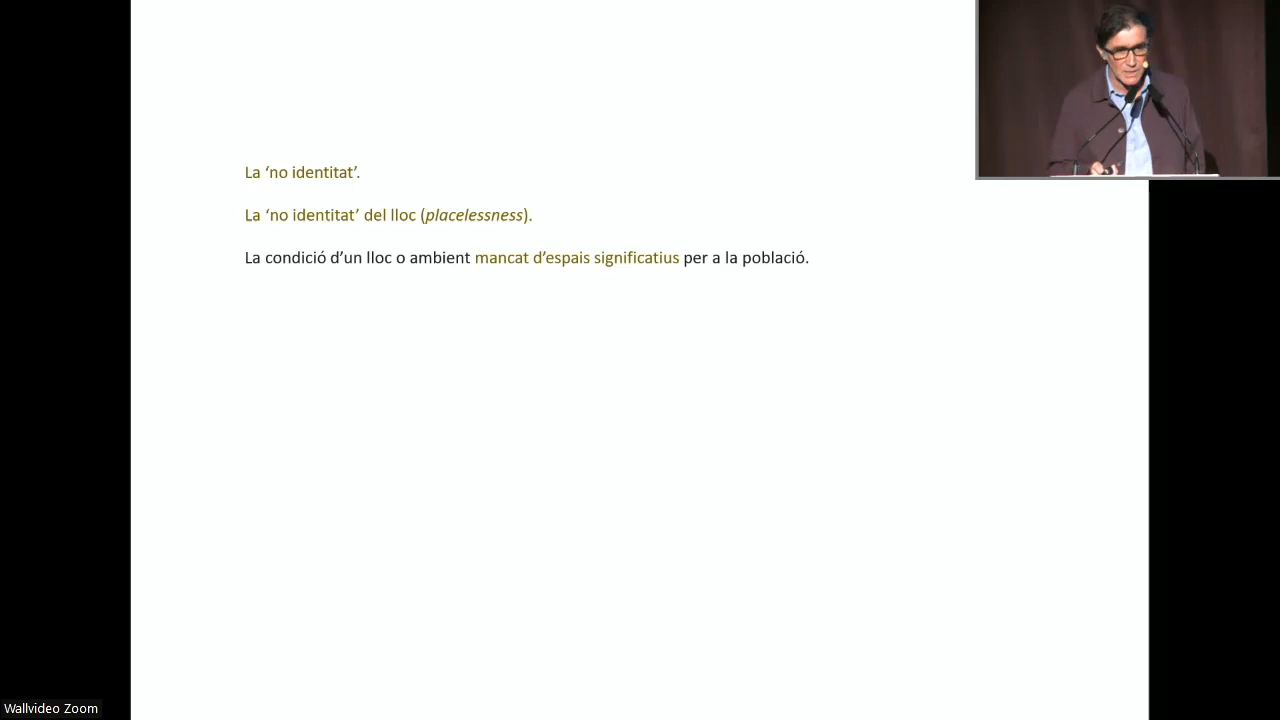 La ‘no identitat’.
La ‘no identitat’ del lloc (placelessness).
La condició d’un lloc o ambient mancat d’espais significatius per a la població.
Wallvideo Zoom